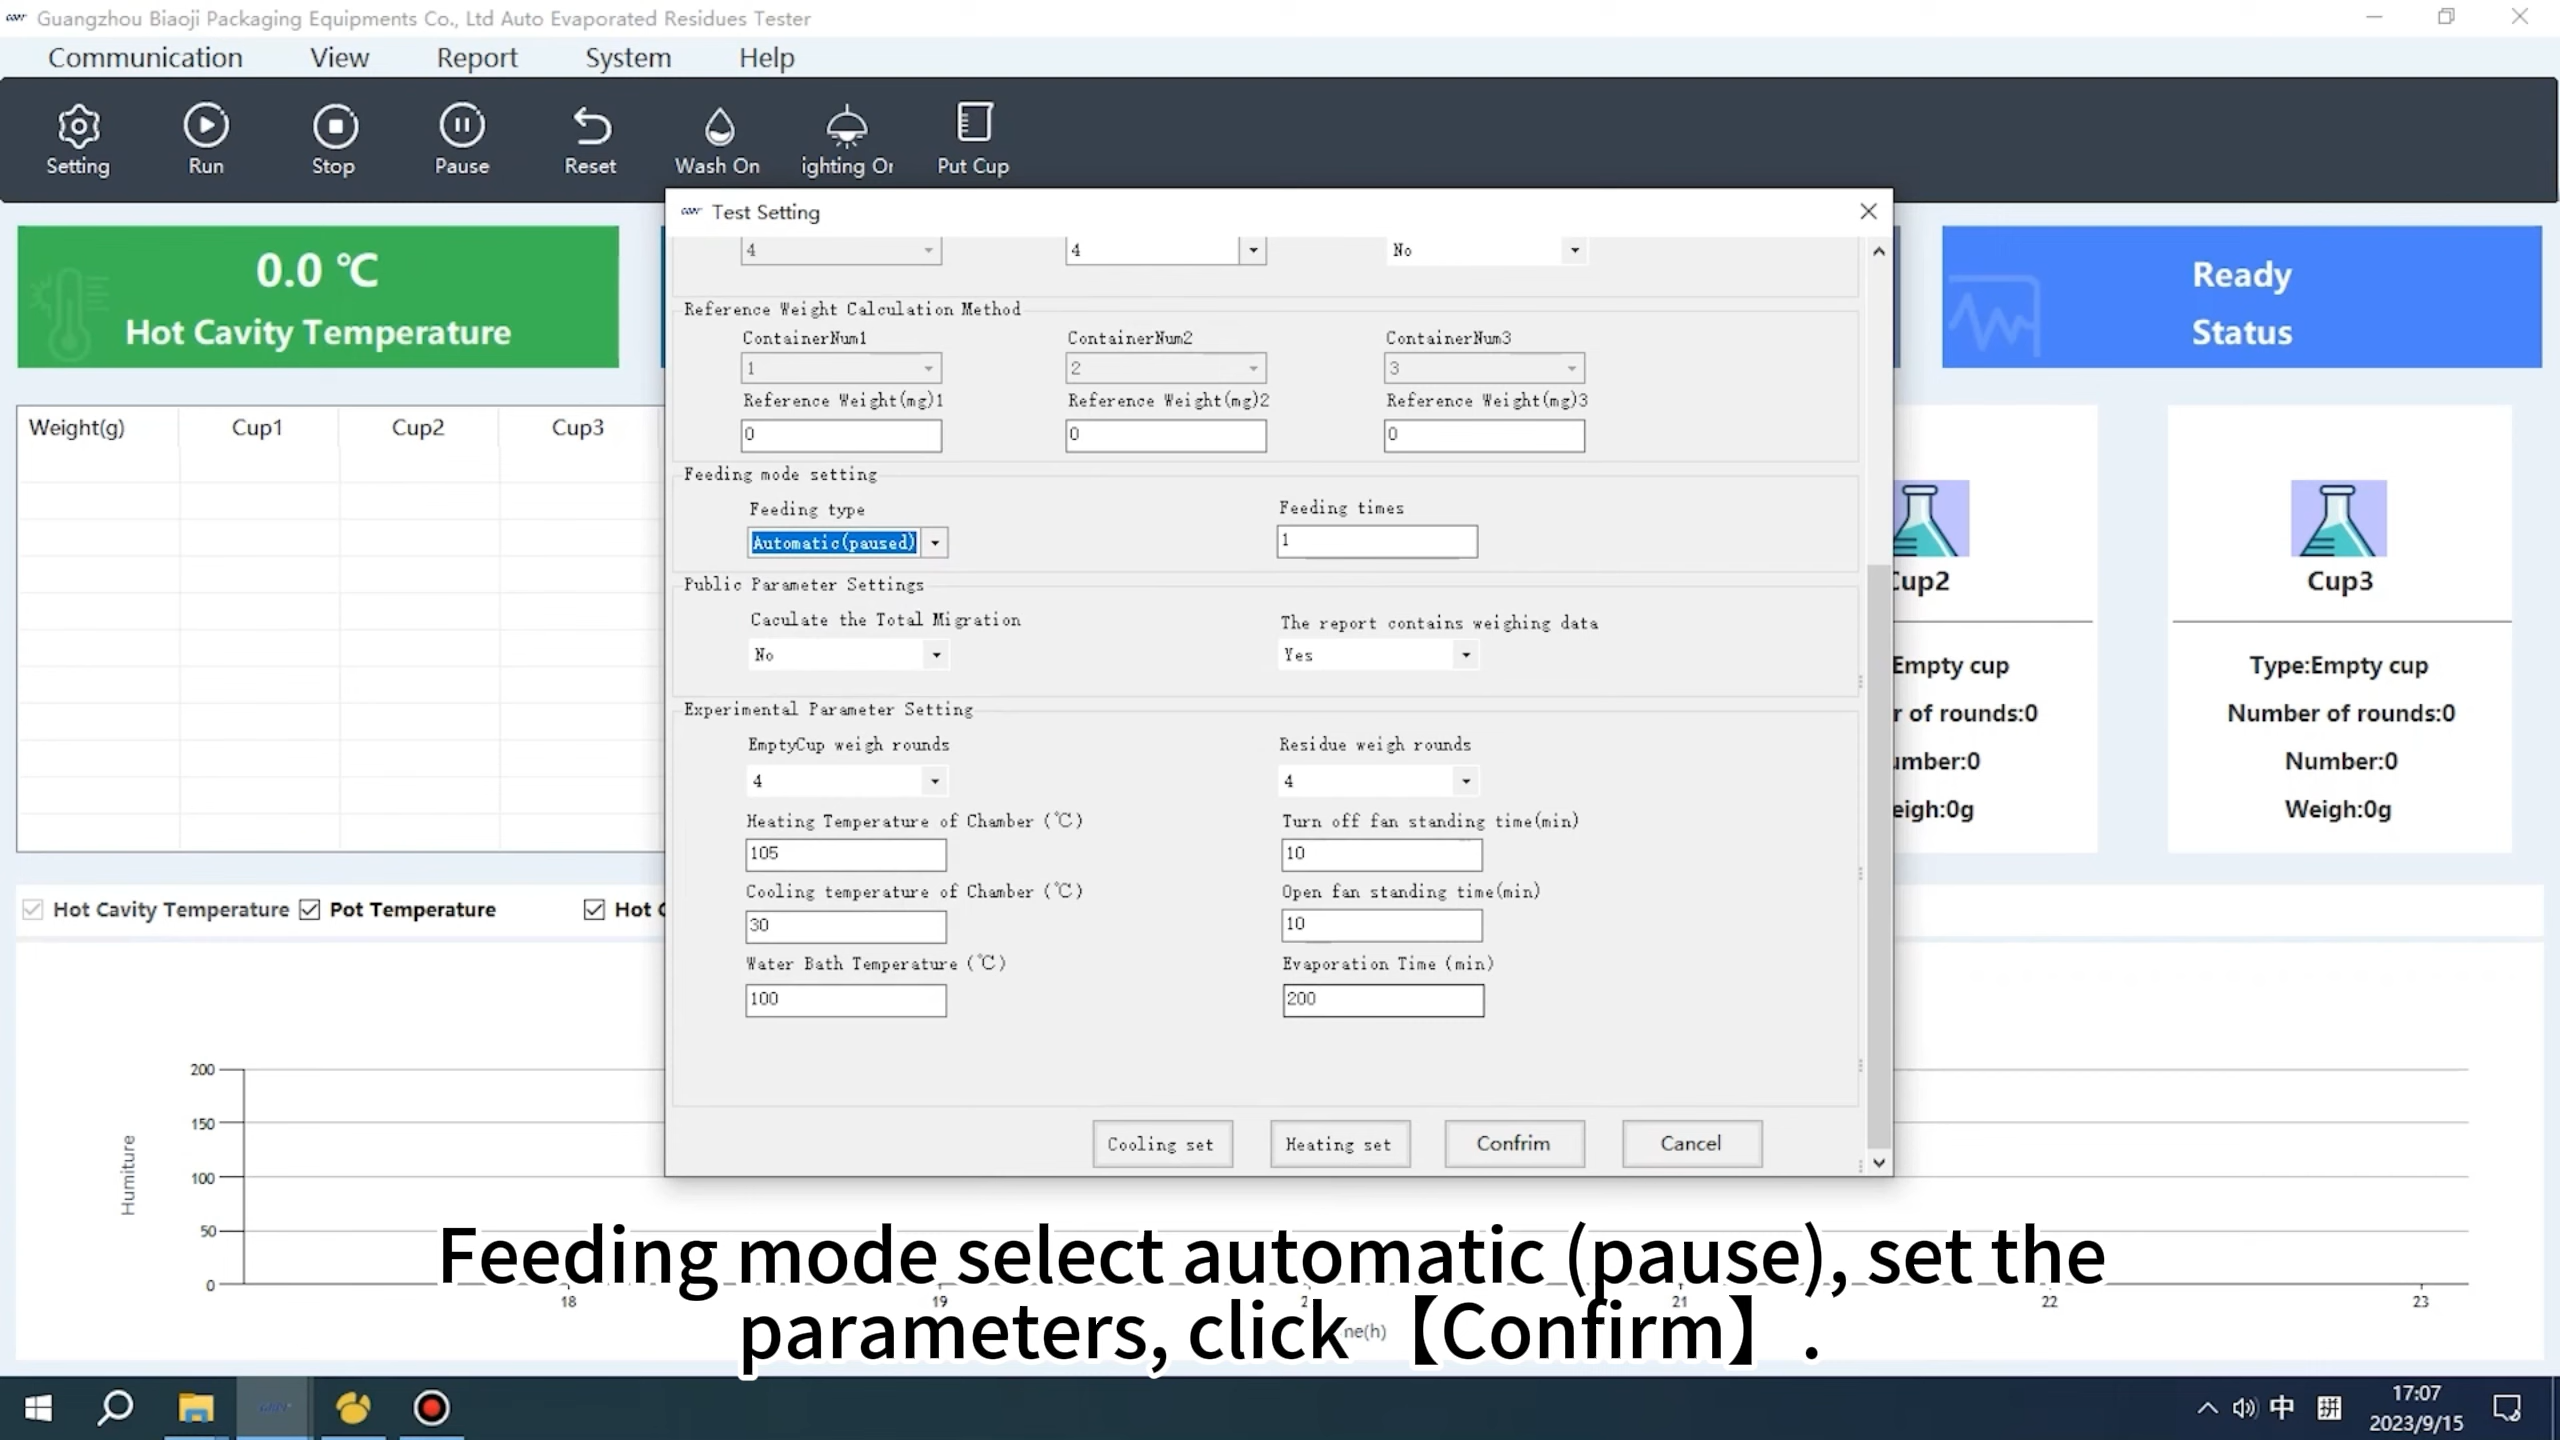 Guangzhou Biaoji Packaging Equipments Co., Ltd Auto Evaporated Residues Tester
Communication View Report System Help
Setting Run Stop Pause Reset Wash On ighting Or Put Cup
Test Setting
0.0 ℃
Hot Cavity Temperature
Ready
Status
4 4 No
Reference Weight Calculation Method
ContainerNum1 ContainerNum2 ContainerNum3
1 2 3
Reference Weight(mg)1 Reference Weight(mg)2 Reference Weight(mg)3
0 0 0
Weight(g) Cup1 Cup2 Cup3
Feeding mode setting
Feeding type Feeding times
Automatic(paused) 1
Public Parameter Settings
Caculate the Total Migration The report contains weighing data
No Yes
Experimental Parameter Setting
EmptyCup weigh rounds Residue weigh rounds
4 4
Heating Temperature of Chamber (℃) Turn off fan standing time(min)
105 10
Cooling temperature of Chamber (℃) Open fan standing time(min)
30 10
Water Bath Temperature (℃) Evaporation Time (min)
100 200
Cooling set Heating set Confrim Cancel
Cup2 Cup3
Empty cup Type:Empty cup
r of rounds:0 Number of rounds:0
umber:0 Number:0
eigh:0g Weigh:0g
Hot Cavity Temperature Pot Temperature Hot
200
150
100
50
0
Humiture
18 19 21 22 23
ne(h)
Feeding mode select automatic (pause), set the
parameters, click【Confirm】.
中 拼 17:07
2023/9/15